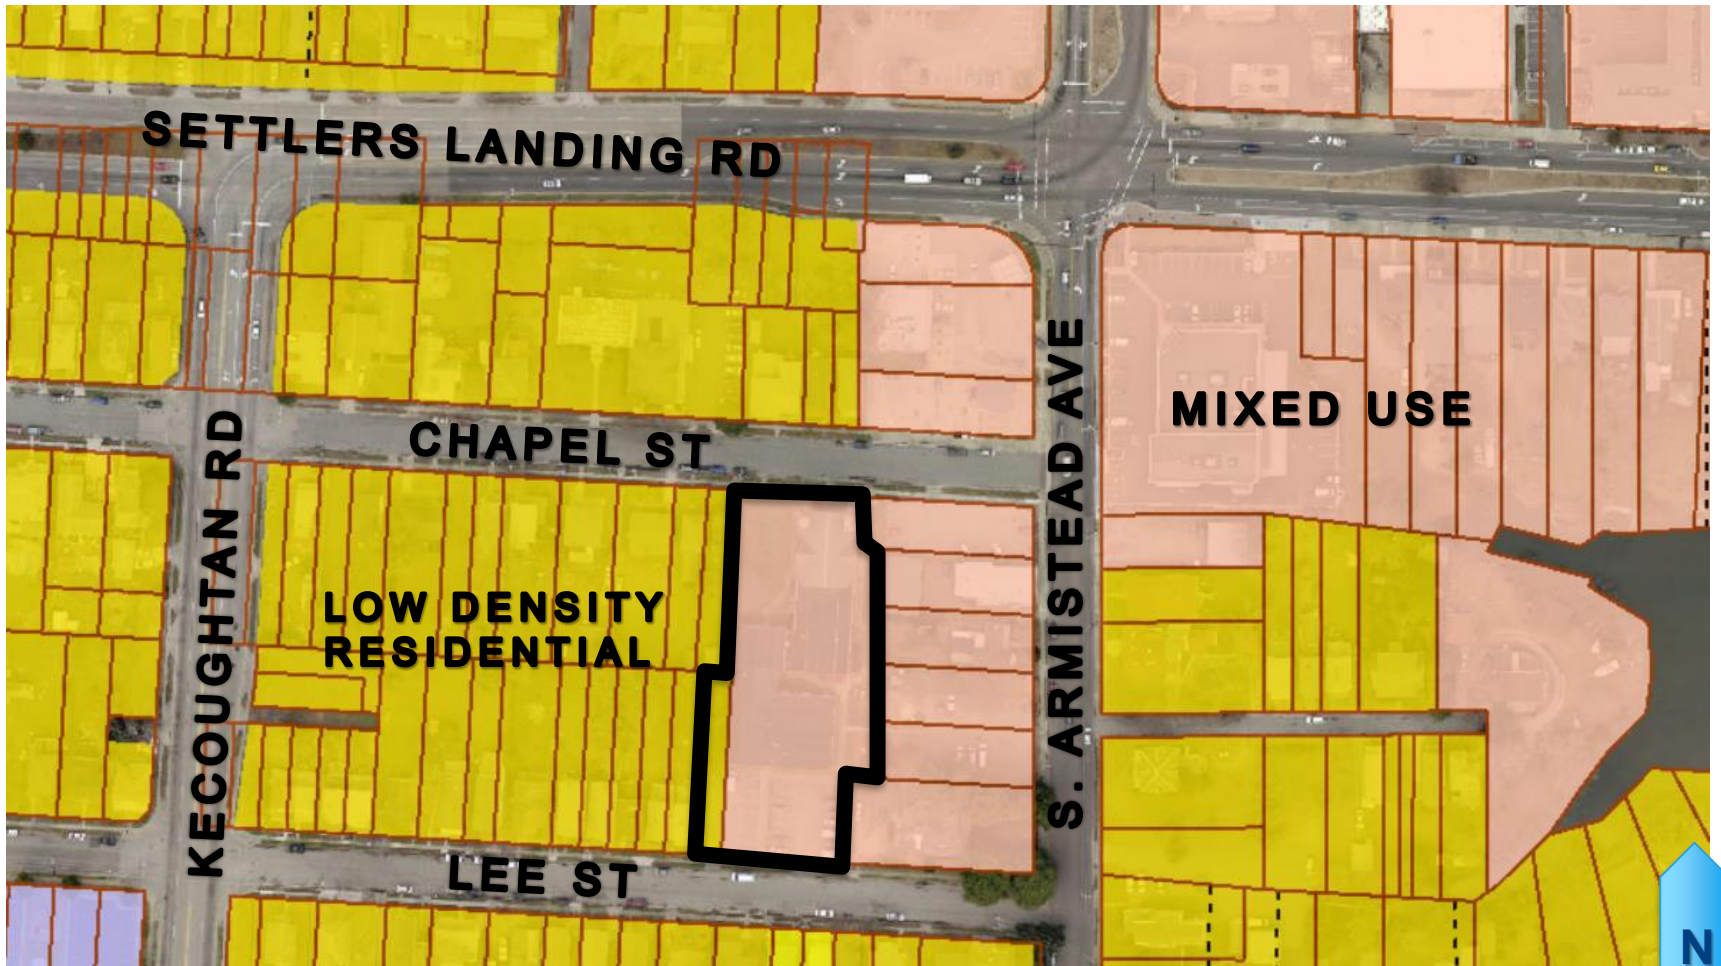 SETTLERS LANDING RD
MIXED USE
CHAPEL ST
KECOUGHTAN RD
S. ARMISTEAD AVE
LOW DENSITY
RESIDENTIAL
LEE ST
N